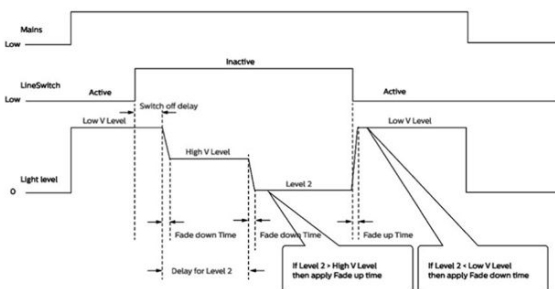 Mains
Low
Inactive
LineSwitch
Low
Active
Active
Switch off delay
Low V Level
Low V Level
High V Level
Light level
0
Level 2
Fade down Time
Fade down Time
Fade up Time
Delay for Level 2
If Level 2 > High V Level
then apply Fade up time
If Level 2 < Low V Level
then apply Fade down time